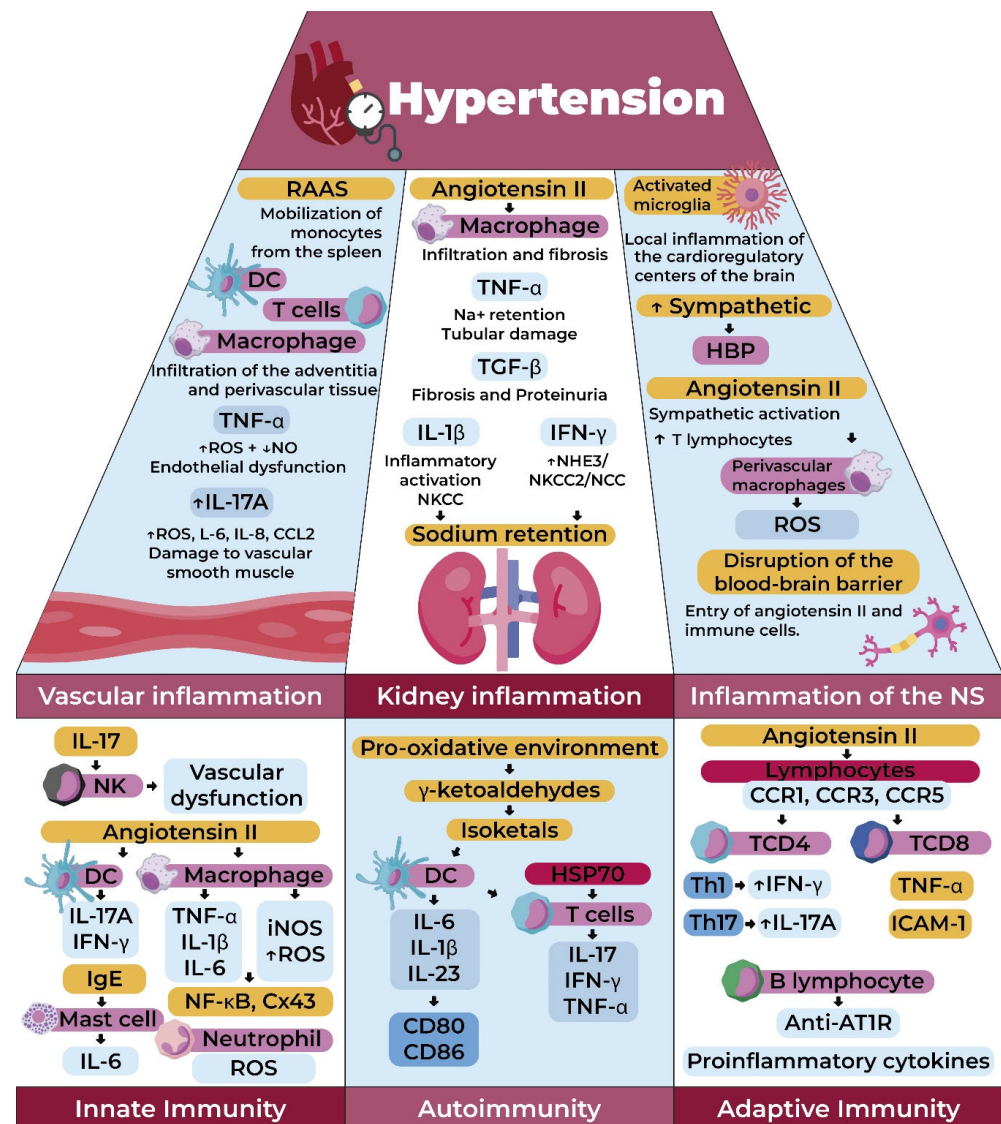 Hypertension
RAAS
Mobilization of
monocytes
from the spleen
DC
T cells
Macrophage
Infiltration of the adventitia
and perivascular tissue
TNF-α
↑ROS + ↓NO
Endothelial dysfunction
↑IL-17A
↑ROS, L-6, IL-8, CCL2
Damage to vascular
smooth muscle
Vascular inflammation
Angiotensin II
Macrophage
Infiltration and fibrosis
TNF-α
Na+ retention
Tubular damage
TGF-β
Fibrosis and Proteinuria
IL-1β
Inflammatory
activation
NKCC
IFN-γ
↑NHE3/
NKCC2/NCC
Sodium retention
Kidney inflammation
Activated
microglia
Local inflammation of
the cardioregulatory
centers of the brain
↑ Sympathetic
HBP
Angiotensin II
Sympathetic activation
↑ T lymphocytes
Perivascular
macrophages
ROS
Disruption of the
blood-brain barrier
Entry of angiotensin II and
immune cells.
Inflammation of the NS
IL-17
NK
Vascular
dysfunction
Angiotensin II
DC
IL-17A
IFN-γ
IgE
Mast cell
IL-6
Macrophage
TNF-α
IL-1β
IL-6
iNOS
↑ROS
NF-κB, Cx43
Neutrophil
ROS
Innate Immunity
Pro-oxidative environment
γ-ketoaldehydes
Isoketals
DC
IL-6
IL-1β
IL-23
CD80
CD86
HSP70
T cells
IL-17
IFN-γ
TNF-α
Autoimmunity
Angiotensin II
Lymphocytes
CCR1, CCR3, CCR5
TCD4
Th1
↑IFN-γ
Th17
↑IL-17A
TCD8
TNF-α
ICAM-1
B lymphocyte
Anti-AT1R
Proinflammatory cytokines
Adaptive Immunity